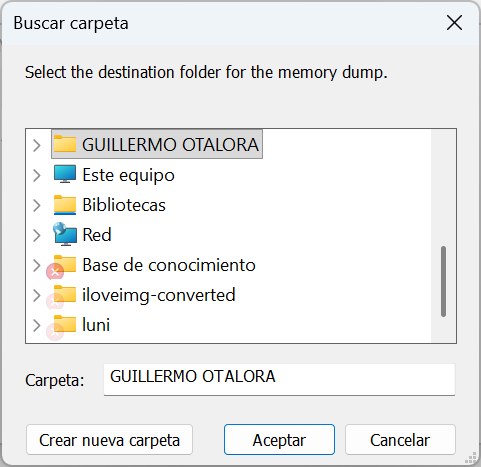 Buscar carpeta
Select the destination folder for the memory dump.
GUILLERMO OTALORA
Este equipo
Bibliotecas
Red
Base de conocimiento
iloveimg-converted
luni
Carpeta: GUILLERMO OTALORA
Crear nueva carpeta Aceptar Cancelar